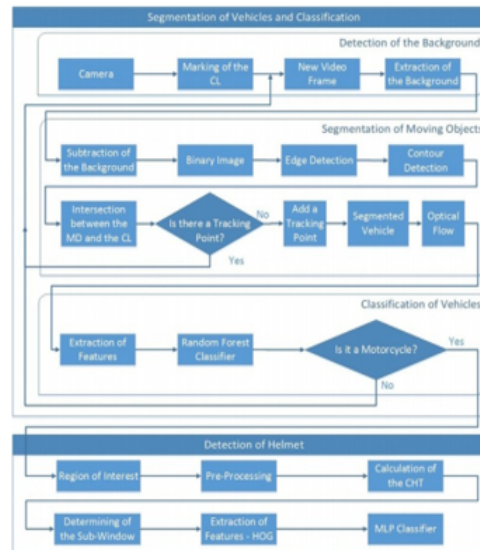 Segmentation of Vehicles and Classification
Detection of the Background
Camera
Marking of the
CL
New Video
Frame
Extraction of
the Background
Segmentation of Moving Objects
Subtraction of
the Background
Binary Image
Edge Detection
Contour
Detection
Intersection
between the
MD and the CL
Is there a Tracking
Point?
No
Yes
Add a
Tracking
Point
Segmented
Vehicle
Optical
Flow
Classification of Vehicles
Extraction of
Features
Random Forest
Classifier
Is it a Motorcycle?
Yes
No
Detection of Helmet
Region of Interest
Pre-Processing
Calculation of
the CHT
Determining of
the Sub-Window
Extraction of
Features - HOG
MLP Classifier